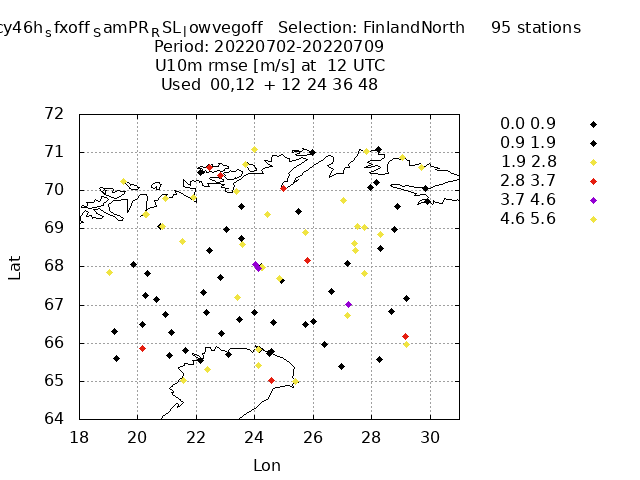 cy46h_sfxoff_SamPR_RSL_lowvegoff Selection: FinlandNorth 95 stations
Period: 20220702-20220709
U10m rmse [m/s] at 12 UTC
Used 00,12 + 12 24 36 48
72
71
70
69
68
67
66
65
64
18 20 22 24 26 28 30
Lat
Lon
0.0 0.9
0.9 1.9
1.9 2.8
2.8 3.7
3.7 4.6
4.6 5.6